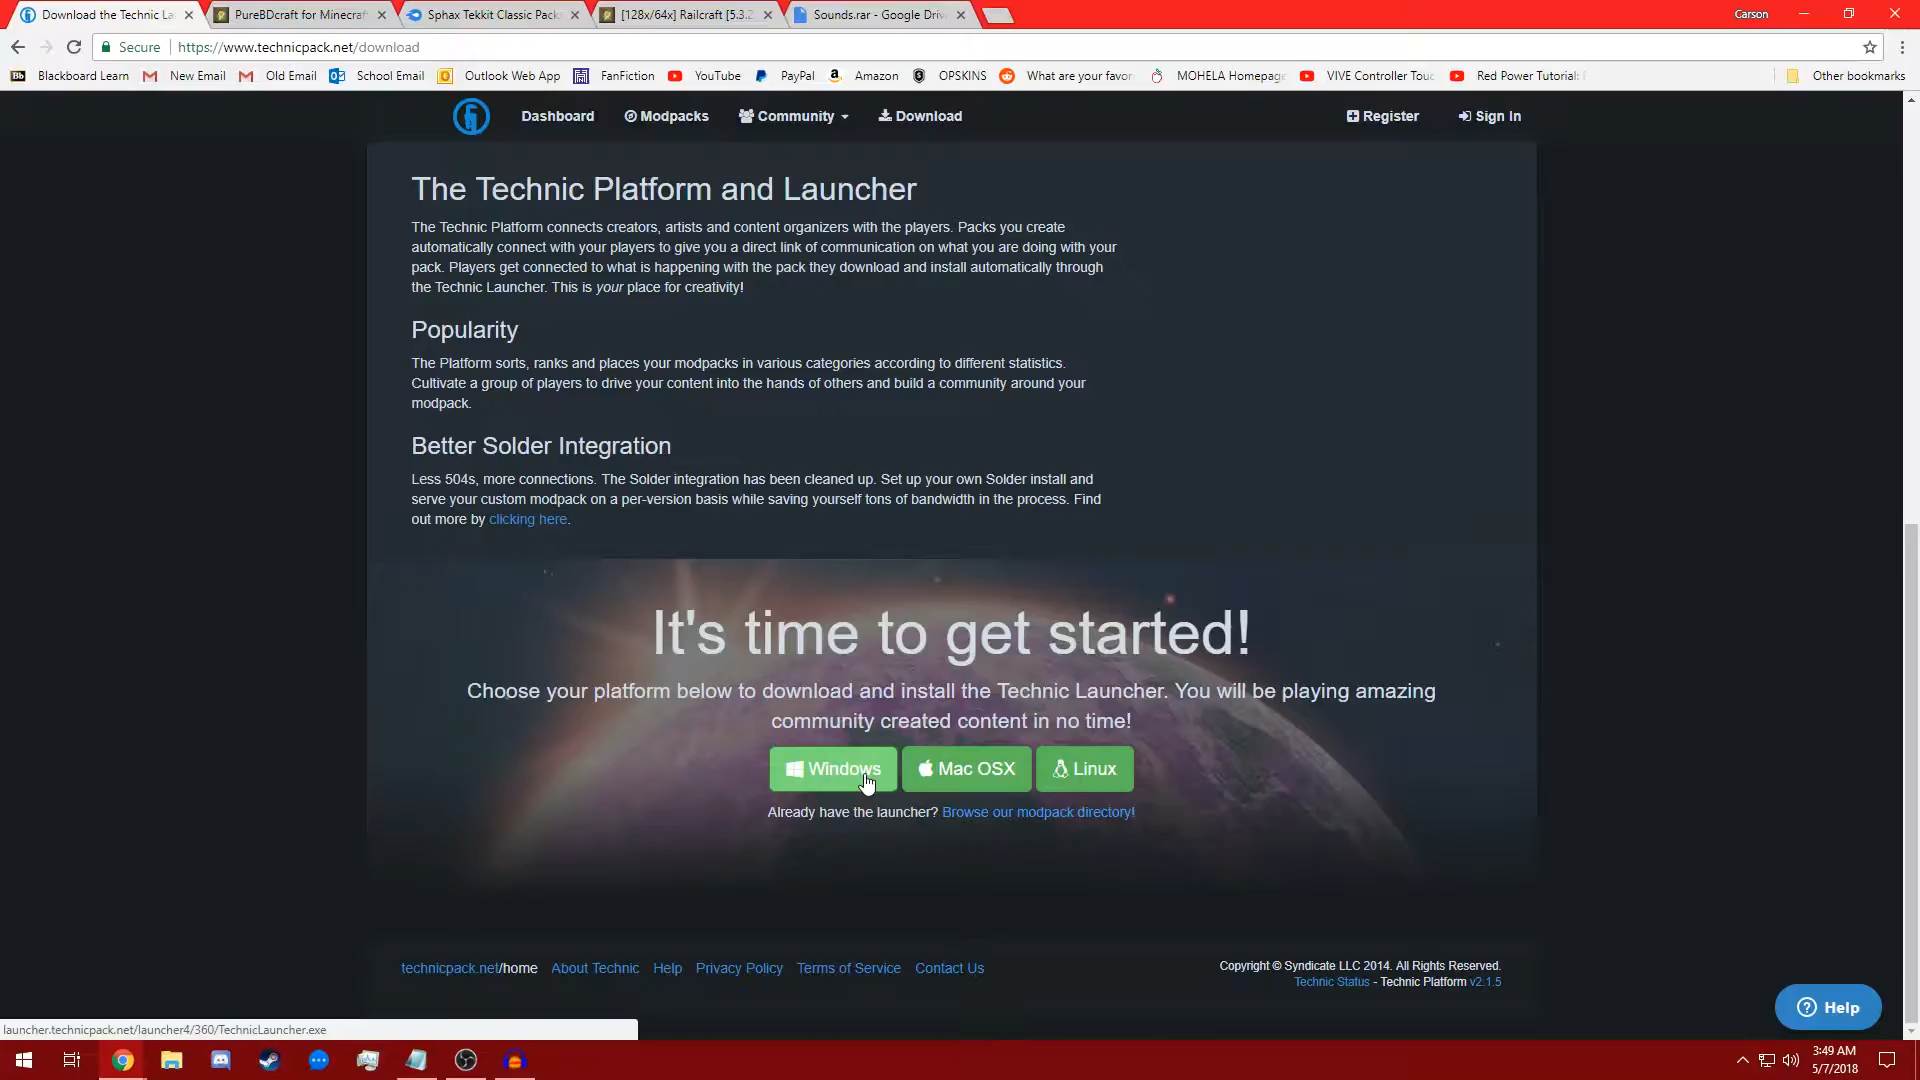 Download the Technic La
PureBDcraft for Minecraf
Sphax Tekkit Classic Pack
[128x/64x] Railcraft [5.3.2
Sounds.rar - Google Driv
Carson
Secure
https://www.technicpack.net/download
Bb
Blackboard Learn
New Email
Old Email
School Email
Outlook Web App
FanFiction
YouTube
PayPal
Amazon
OPSKINS
What are your favor
MOHELA Homepag
VIVE Controller Touc
Red Power Tutorial:
Other bookmarks
Dashboard
Modpacks
Community
Download
Register
Sign In
The Technic Platform and Launcher
The Technic Platform connects creators, artists and content organizers with the players. Packs you create
automatically connect with your players to give you a direct link of communication on what you are doing with your
pack. Players get connected to what is happening with the pack they download and install automatically through
the Technic Launcher. This is your place for creativity!
Popularity
The Platform sorts, ranks and places your modpacks in various categories according to different statistics.
Cultivate a group of players to drive your content into the hands of others and build a community around your
modpack.
Better Solder Integration
Less 504s, more connections. The Solder integration has been cleaned up. Set up your own Solder install and
serve your custom modpack on a per-version basis while saving yourself tons of bandwidth in the process. Find
out more by clicking here.
It's time to get started!
Choose your platform below to download and install the Technic Launcher. You will be playing amazing
community created content in no time!
Windows
Mac OSX
Linux
Already have the launcher? Browse our modpack directory!
technicpack.net/home
About Technic
Help
Privacy Policy
Terms of Service
Contact Us
Copyright © Syndicate LLC 2014. All Rights Reserved.
Technic Status - Technic Platform v2.1.5
Help
launcher.technicpack.net/launcher4/360/TechnicLauncher.exe
3:49 AM
5/7/2018